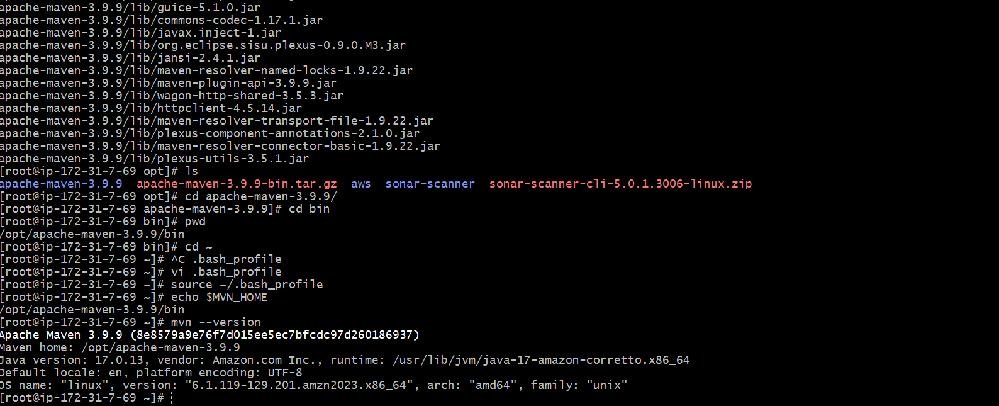 apache-maven-3.9.9/lib/guice-5.1.0.jar
apache-maven-3.9.9/lib/commons-codec-1.17.1.jar
apache-maven-3.9.9/lib/javax.inject-1.jar
apache-maven-3.9.9/lib/org.eclipse.sisu.plexus-0.9.0.M3.jar
apache-maven-3.9.9/lib/jansi-2.4.1.jar
apache-maven-3.9.9/lib/maven-resolver-named-locks-1.9.22.jar
apache-maven-3.9.9/lib/maven-plugin-api-3.9.9.jar
apache-maven-3.9.9/lib/wagon-http-shared-3.5.3.jar
apache-maven-3.9.9/lib/httpclient-4.5.14.jar
apache-maven-3.9.9/lib/maven-resolver-transport-file-1.9.22.jar
apache-maven-3.9.9/lib/plexus-component-annotations-2.1.0.jar
apache-maven-3.9.9/lib/maven-resolver-connector-basic-1.9.22.jar
apache-maven-3.9.9/lib/plexus-utils-3.5.1.jar
[root@ip-172-31-7-69 opt]# ls
apache-maven-3.9.9  apache-maven-3.9.9-bin.tar.gz  aws  sonar-scanner  sonar-scanner-cli-5.0.1.3006-linux.zip
[root@ip-172-31-7-69 opt]# cd apache-maven-3.9.9/
[root@ip-172-31-7-69 apache-maven-3.9.9]# cd bin
[root@ip-172-31-7-69 bin]# pwd
/opt/apache-maven-3.9.9/bin
[root@ip-172-31-7-69 bin]# cd ~
[root@ip-172-31-7-69 ~]# ^C .bash_profile
[root@ip-172-31-7-69 ~]# vi .bash_profile
[root@ip-172-31-7-69 ~]# source ~/.bash_profile
[root@ip-172-31-7-69 ~]# echo $MVN_HOME
/opt/apache-maven-3.9.9/bin
[root@ip-172-31-7-69 ~]# mvn --version
Apache Maven 3.9.9 (8e8579a9e76f7d015ee5ec7bfcdc97d260186937)
Maven home: /opt/apache-maven-3.9.9
Java version: 17.0.13, vendor: Amazon.com Inc., runtime: /usr/lib/jvm/java-17-amazon-corretto.x86_64
Default locale: en, platform encoding: UTF-8
OS name: "linux", version: "6.1.119-129.201.amzn2023.x86_64", arch: "amd64", family: "unix"
[root@ip-172-31-7-69 ~]#